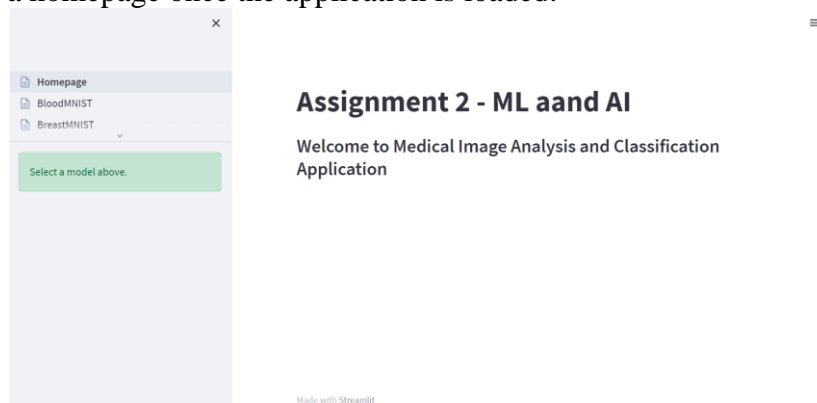 a homepage once the application is loaded.
Homepage
BloodMNIST
BreastMNIST
Select a model above.
Assignment 2 - ML aand AI
Welcome to Medical Image Analysis and Classification
Application
Made with Streamlit